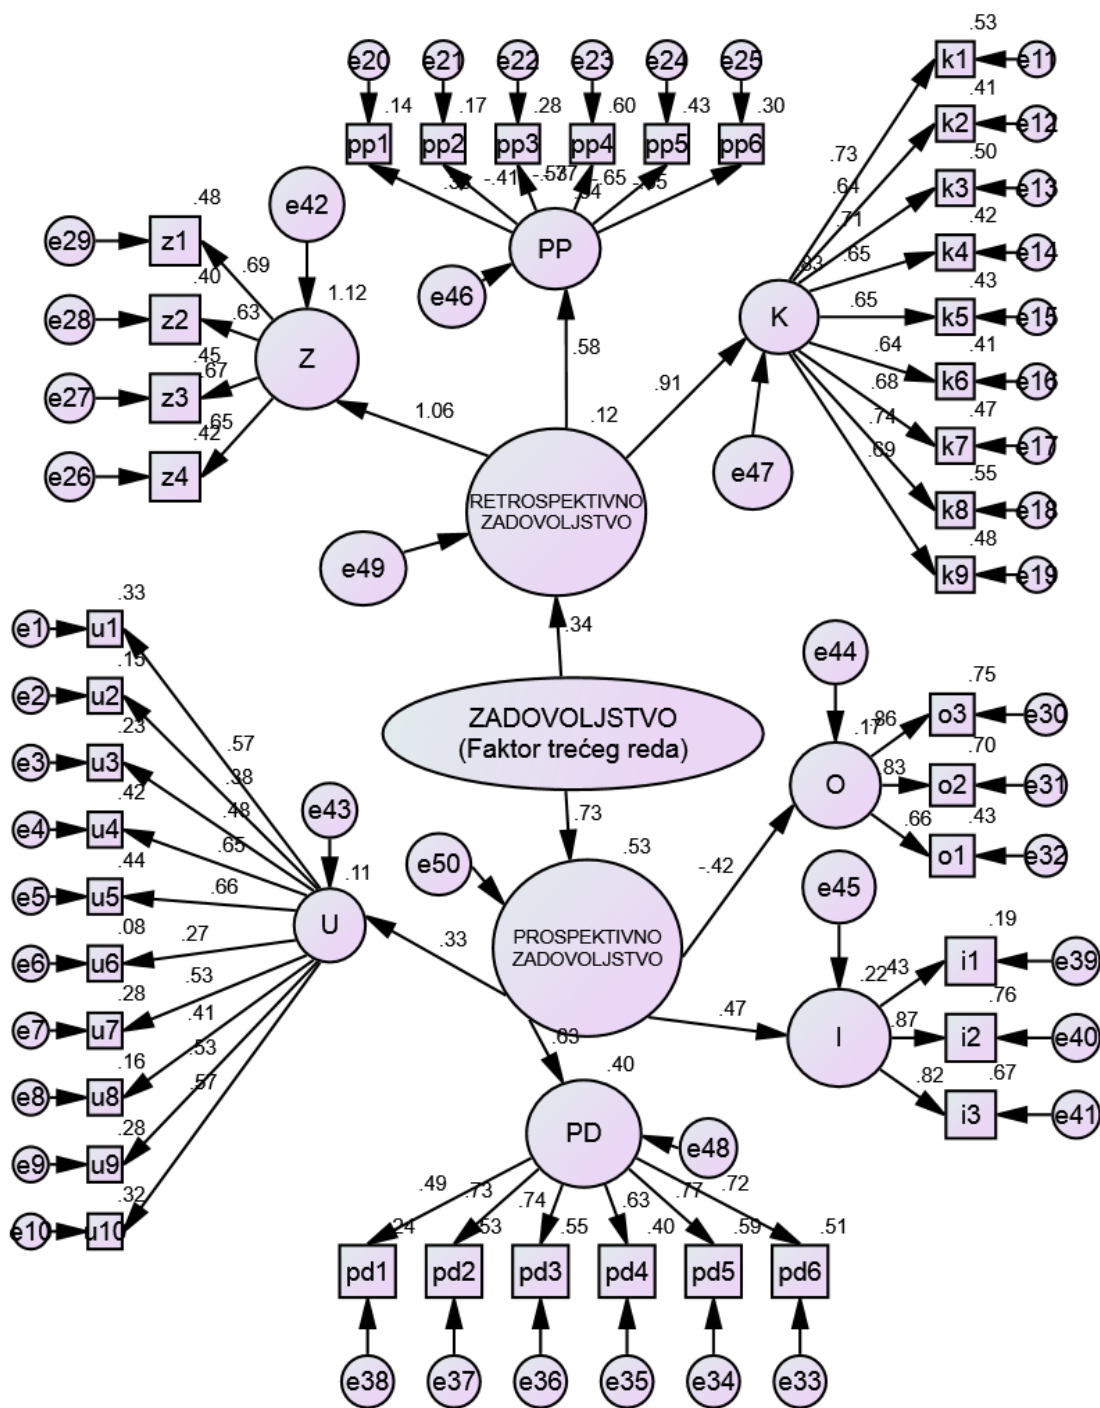 .53
e20 e21 e22 e23 e24 e25
k1 e11
.14 .17 .28 .60 .43 .30
.41
pp1 pp2 pp3 pp4 pp5 pp6
k2 e12
.73 .50
-.41 -.53 -.65
.64
k3 e13
.48
e42
.71 .42
e29 z1
PP
.65 k4 e14
.69
.83
.40
e46
.43
1.12
K
.65 k5 e15
e28 z2 .63
Z
.58
.64 .41
.45
.67
.91
k6 e16
e27 z3
.68
.65
1.06
.12
.74 .47
.42
k7 e17
.69
e26 z4
e47
.55
RETROSPEKTIVNO
ZADOVOLJSTVO
k8 e18
.48
e49
k9 e19
.33
e1 u1
.34
e44
.15
.75
e2 u2
ZADOVOLJSTVO
(Faktor trećeg reda)
.17 .86
o3 e30
.23
.57
.70
e3 u3
.38
O
.83 o2 e31
.42
.48
e43
.73
.66 .43
e4 u4
.65
.53
o1 e32
.44
e50
-.42
.11
e45
e5 u5 .66
U
.19
.08
.27
.33
PROSPEKTIVNO
ZADOVOLJSTVO
e6 u6
.22 .43 i1 e39
.53
.76
.28
.47
e7 u7
.41
I
.87 i2 e40
.63
.16
.53
.40
.82 .67
e8 u8
.57
i3 e41
.28
PD
e48
e9 u9
.32
.49 .73 .74 .63 .77 .72
e10 u10
.24 .53 .55 .40 .59 .51
pd1 pd2 pd3 pd4 pd5 pd6
e38 e37 e36 e35 e34 e33